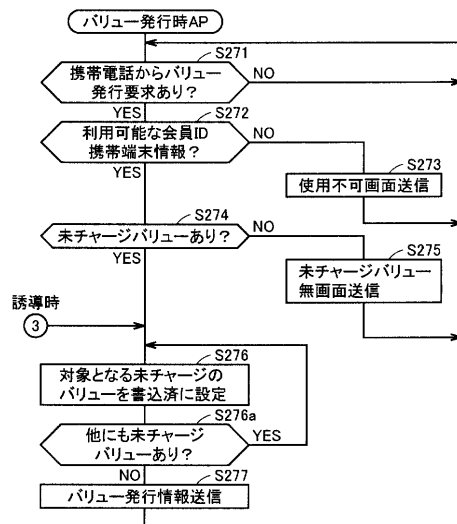 バリュー発行時AP
S271
携帯電話からバリュー
発行要求あり？
NO
YES
S272
利用可能な会員ID
携帯端末情報？
NO
YES
S273
使用不可画面送信
S274
未チャージバリューあり？
NO
YES
S275
未チャージバリュー
無画面送信
誘導時
3
S276
対象となる未チャージの
バリューを書込済に設定
S276a
他にも未チャージ
バリューあり？
YES
NO
S277
バリュー発行情報送信